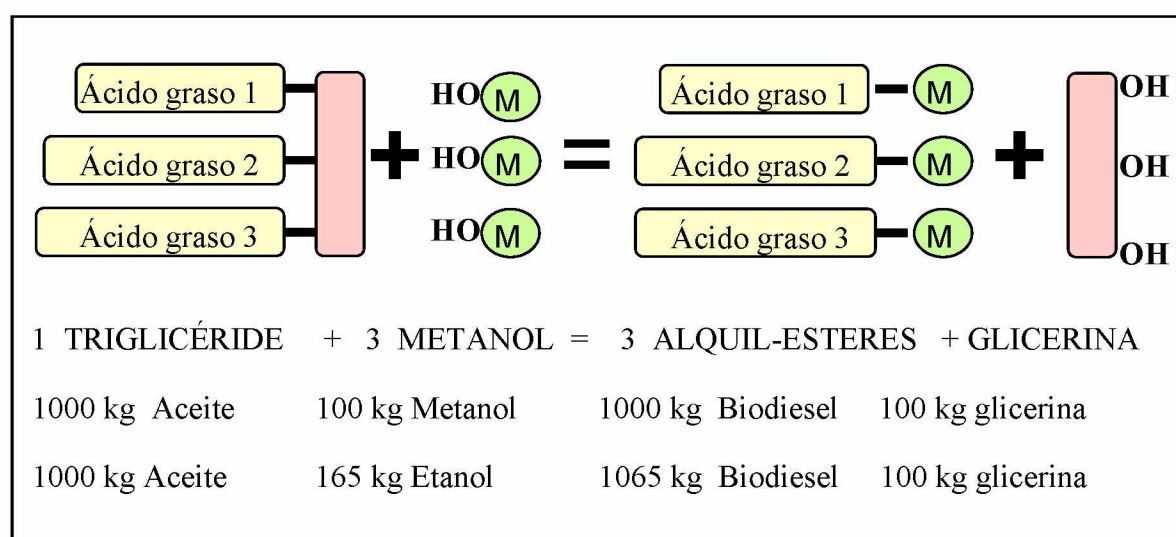 Ácido graso 1 HO M Ácido graso 1 M OH
Ácido graso 2 + HO M = Ácido graso 2 M + OH
Ácido graso 3 HO M Ácido graso 3 M OH
1 TRIGLICÉRIDE + 3 METANOL = 3 ALQUIL-ESTERES + GLICERINA
1000 kg Aceite 100 kg Metanol 1000 kg Biodiesel 100 kg glicerina
1000 kg Aceite 165 kg Etanol 1065 kg Biodiesel 100 kg glicerina